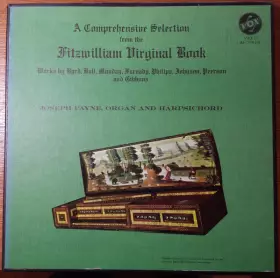 A Comprehensive Selection
from the
Fitzwilliam Virginal Book
Works by Byrd, Bull, Munday, Farnaby, Philips, Johnson, Peerson
and Gibbons
JOSEPH PAYNE, ORGAN AND HARPSICHORD
VOX